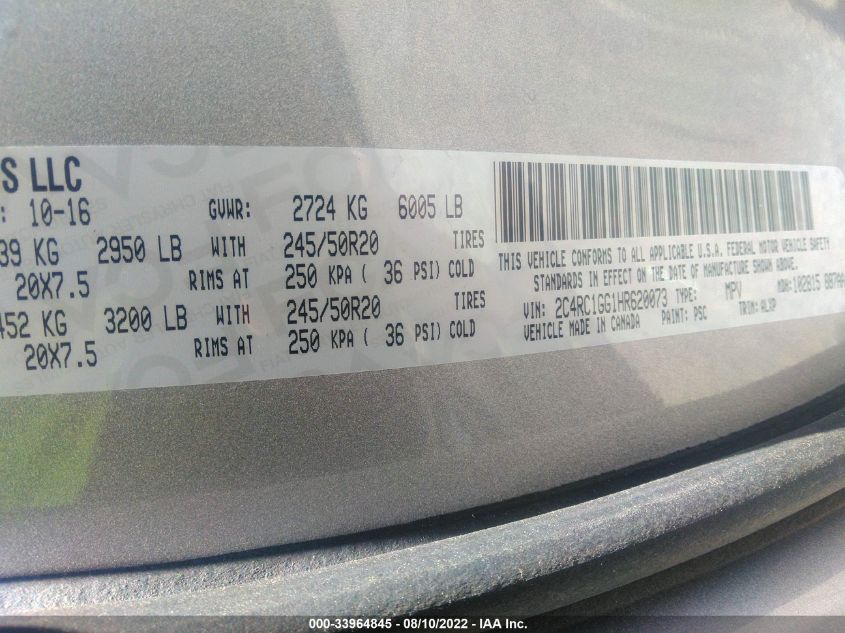 S LLC
: 10-16 GVWR: 2724 KG 6005 LB
39 KG 2950 LB WITH 245/50R20 TIRES
20X7.5 RIMS AT 250 KPA ( 36 PSI) COLD
452 KG 3200 LB WITH 245/50R20 TIRES
20X7.5 RIMS AT 250 KPA ( 36 PSI) COLD
THIS VEHICLE CONFORMS TO ALL APPLICABLE U.S.A. FEDERAL MOTOR VEHICLE SAFETY
STANDARDS IN EFFECT ON THE DATE OF MANUFACTURE SHOWN ABOVE.
VIN: 2C4RC1GG1HR620073 TYPE: MPV MDH: 102815
VEHICLE MADE IN CANADA PAINT: PSC TRIM: ALXP
000-33964845 - 08/10/2022 - IAA Inc.